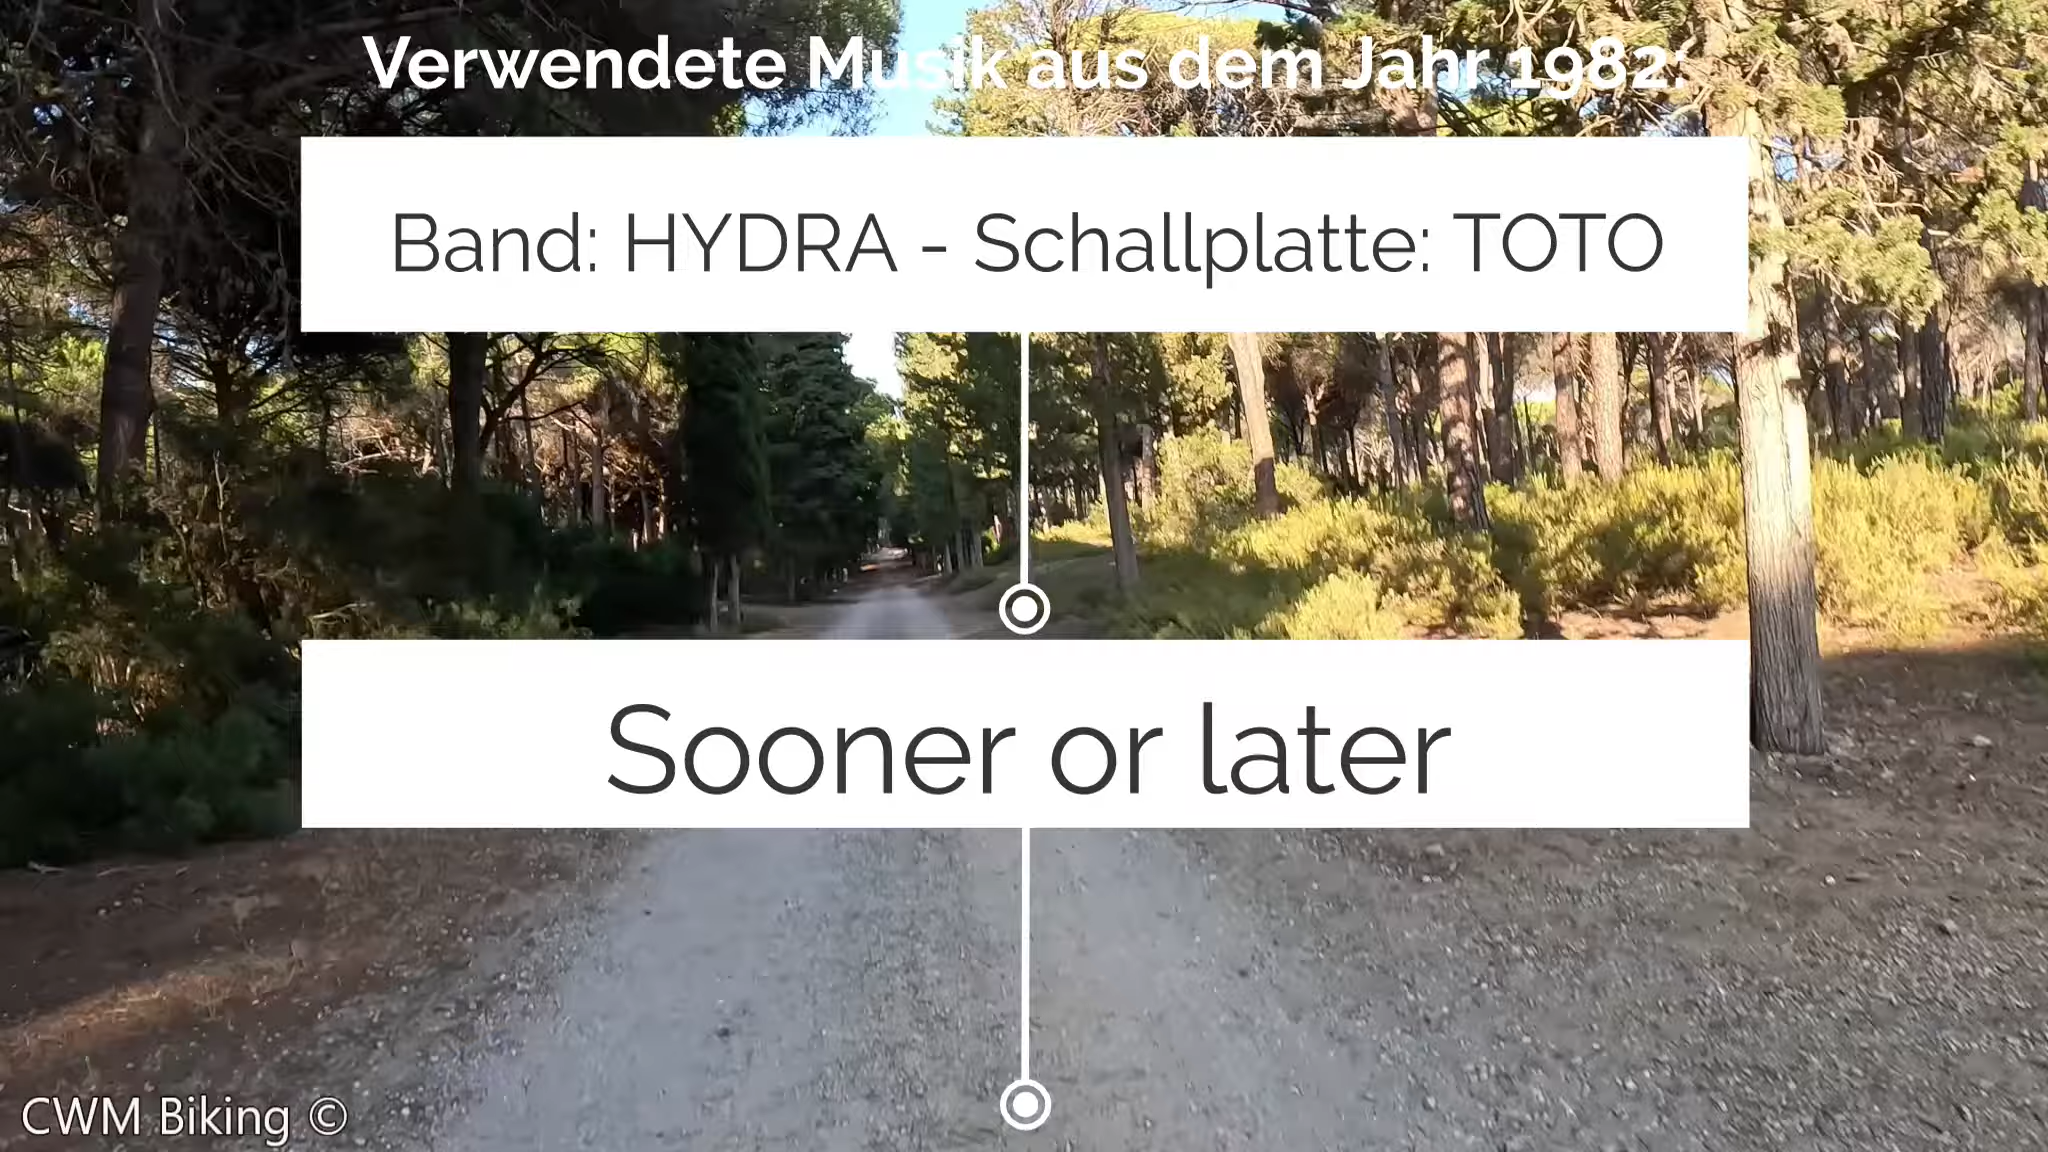 Verwendete Musik aus dem Jahr 1982:
Band: HYDRA - Schallplatte: TOTO
Sooner or later
CWM Biking ©